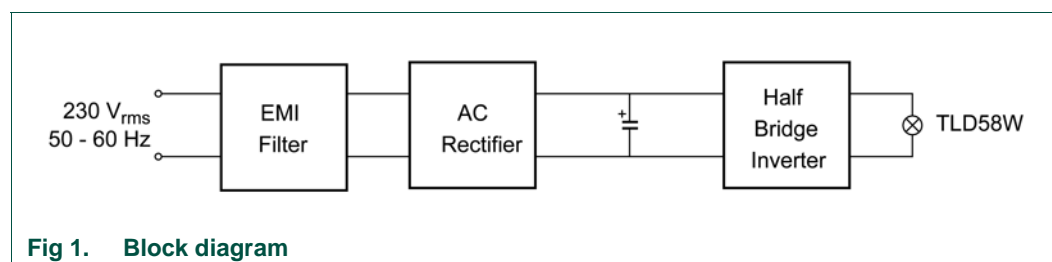 230 Vrms
50 - 60 Hz
EMI
Filter
AC
Rectifier
+
Half
Bridge
Inverter
TLD58W
Fig 1. Block diagram